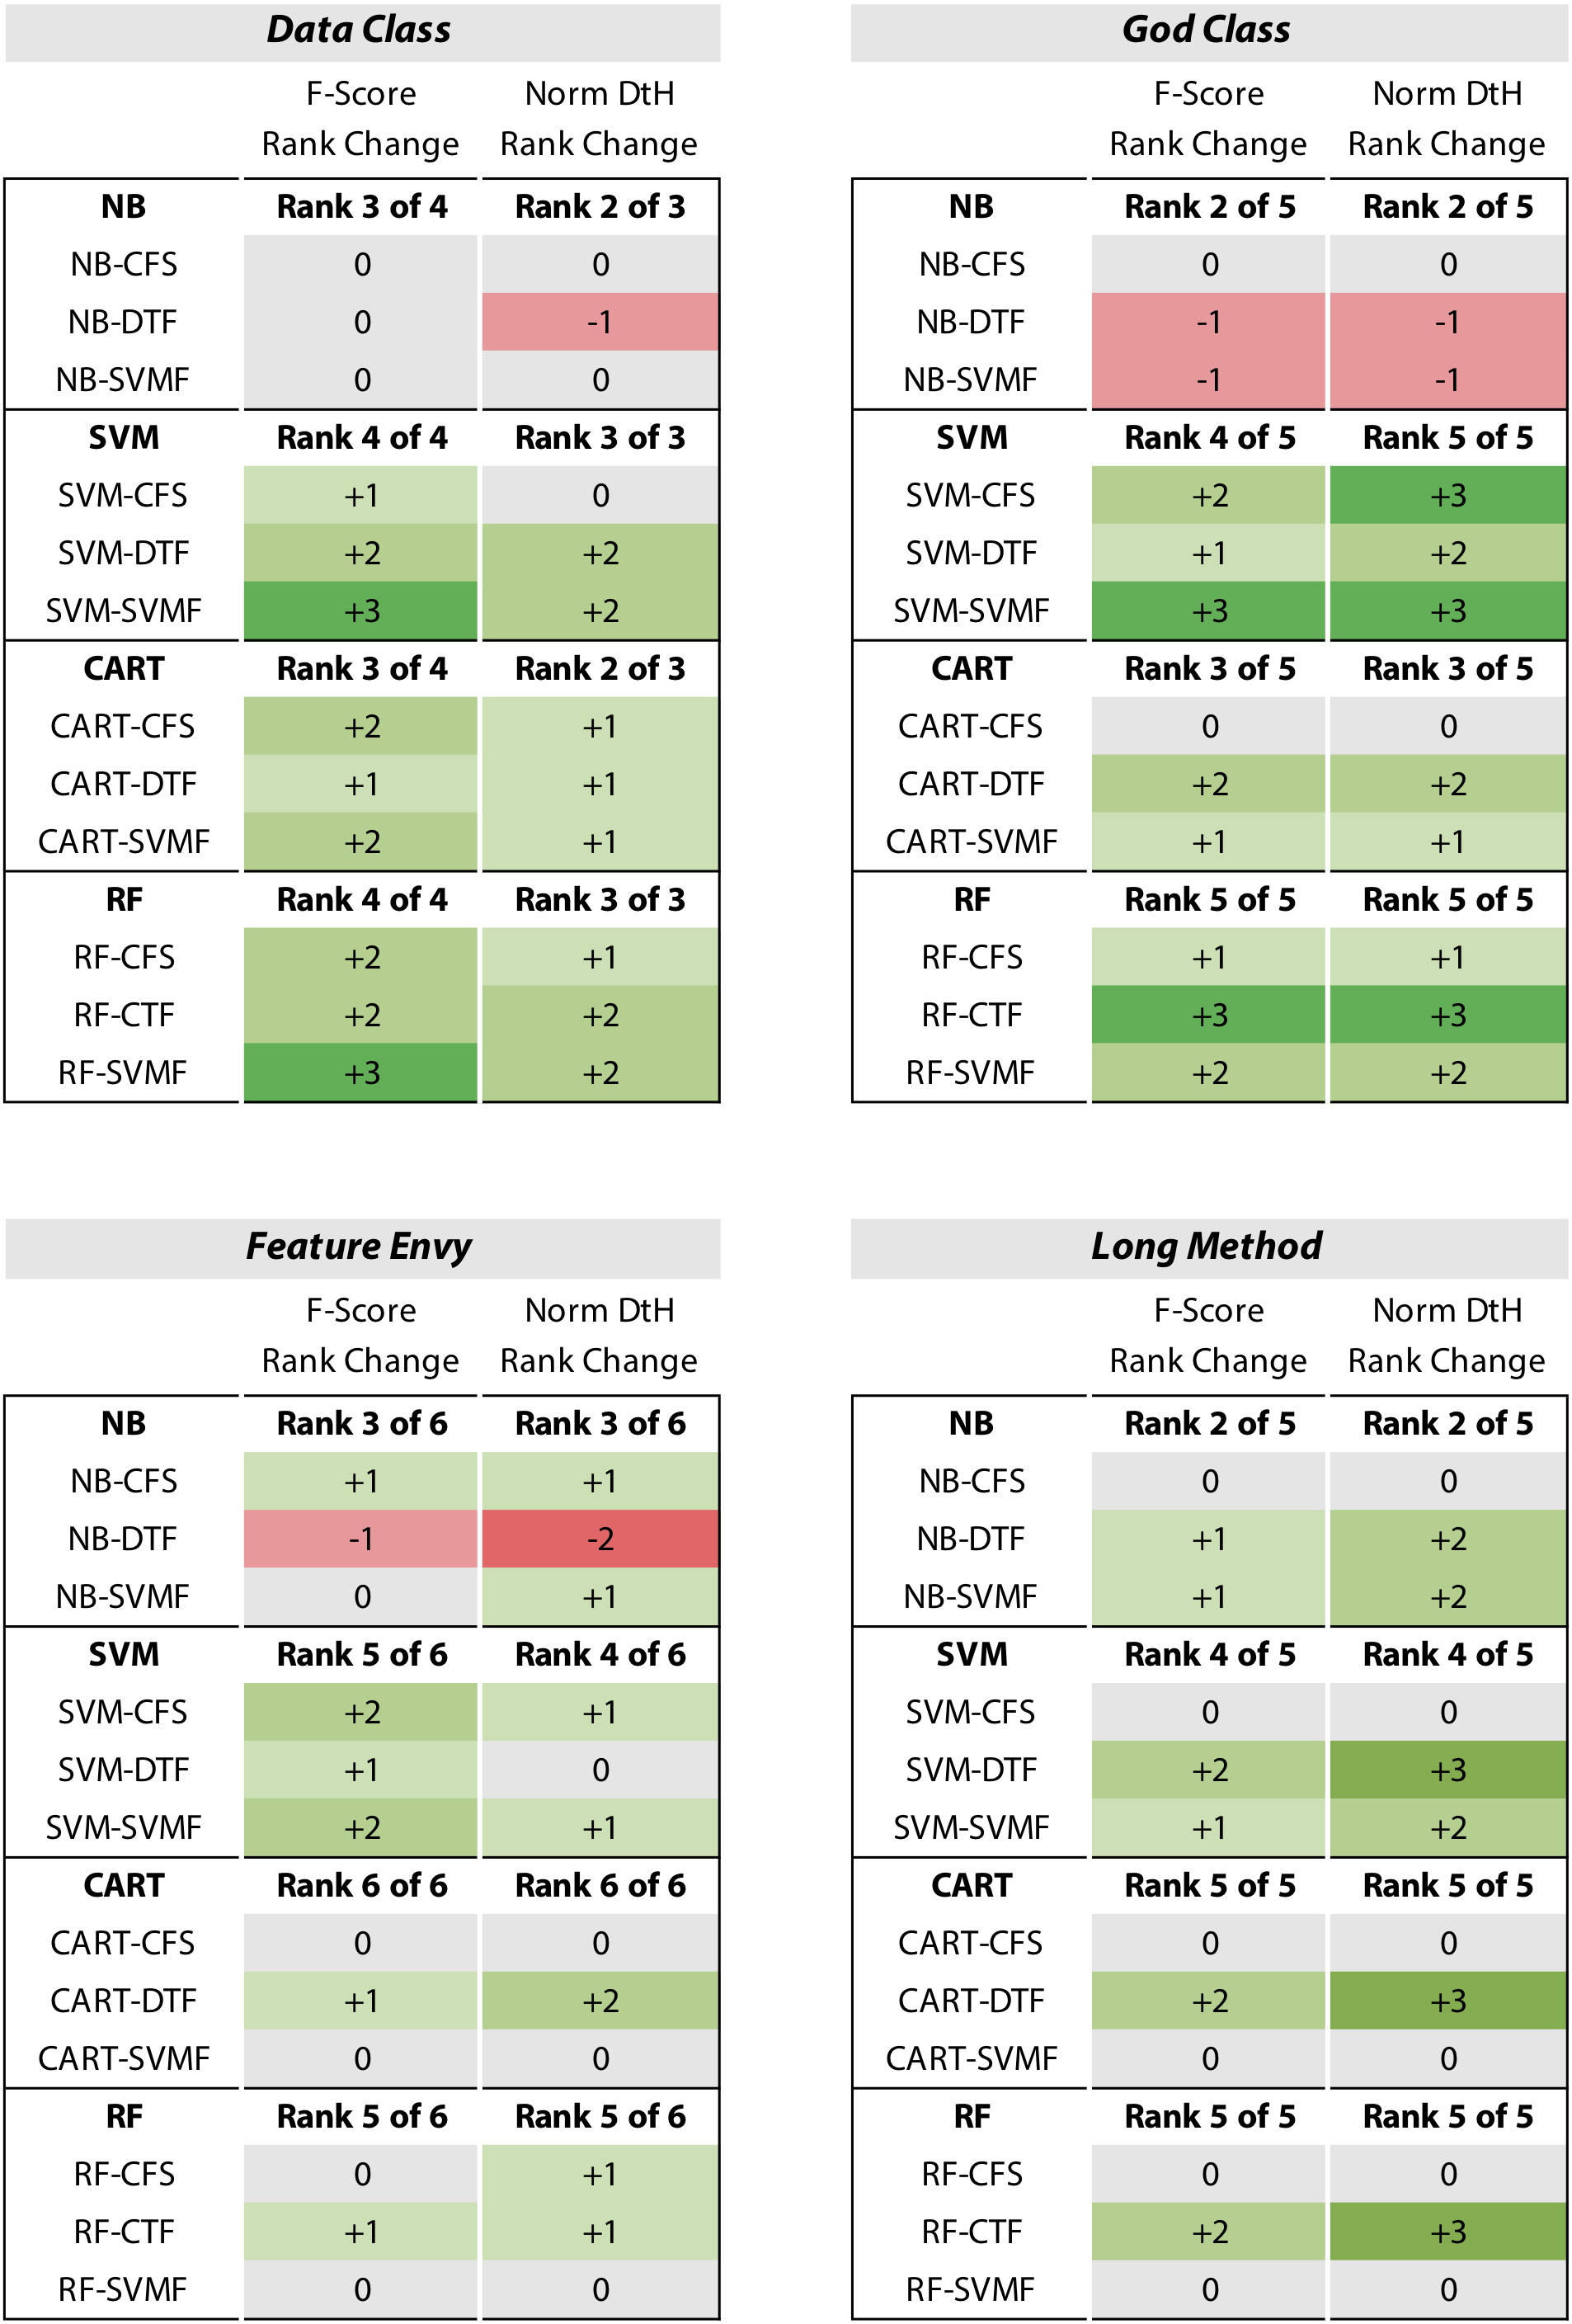 Data Class
F-Score Norm DtH
Rank Change Rank Change
NB Rank 3 of 4 Rank 2 of 3
NB-CFS 0 0
NB-DTF 0 -1
NB-SVMF 0 0
SVM Rank 4 of 4 Rank 3 of 3
SVM-CFS +1 0
SVM-DTF +2 +2
SVM-SVMF +3 +2
CART Rank 3 of 4 Rank 2 of 3
CART-CFS +2 +1
CART-DTF +1 +1
CART-SVMF +2 +1
RF Rank 4 of 4 Rank 3 of 3
RF-CFS +2 +1
RF-CTF +2 +2
RF-SVMF +3 +2
God Class
F-Score Norm DtH
Rank Change Rank Change
NB Rank 2 of 5 Rank 2 of 5
NB-CFS 0 0
NB-DTF -1 -1
NB-SVMF -1 -1
SVM Rank 4 of 5 Rank 5 of 5
SVM-CFS +2 +3
SVM-DTF +1 +2
SVM-SVMF +3 +3
CART Rank 3 of 5 Rank 3 of 5
CART-CFS 0 0
CART-DTF +2 +2
CART-SVMF +1 +1
RF Rank 5 of 5 Rank 5 of 5
RF-CFS +1 +1
RF-CTF +3 +3
RF-SVMF +2 +2
Feature Envy
F-Score Norm DtH
Rank Change Rank Change
NB Rank 3 of 6 Rank 3 of 6
NB-CFS +1 +1
NB-DTF -1 -2
NB-SVMF 0 +1
SVM Rank 5 of 6 Rank 4 of 6
SVM-CFS +2 +1
SVM-DTF +1 0
SVM-SVMF +2 +1
CART Rank 6 of 6 Rank 6 of 6
CART-CFS 0 0
CART-DTF +1 +2
CART-SVMF 0 0
RF Rank 5 of 6 Rank 5 of 6
RF-CFS 0 +1
RF-CTF +1 +1
RF-SVMF 0 0
Long Method
F-Score Norm DtH
Rank Change Rank Change
NB Rank 2 of 5 Rank 2 of 5
NB-CFS 0 0
NB-DTF +1 +2
NB-SVMF +1 +2
SVM Rank 4 of 5 Rank 4 of 5
SVM-CFS 0 0
SVM-DTF +2 +3
SVM-SVMF +1 +2
CART Rank 5 of 5 Rank 5 of 5
CART-CFS 0 0
CART-DTF +2 +3
CART-SVMF 0 0
RF Rank 5 of 5 Rank 5 of 5
RF-CFS 0 0
RF-CTF +2 +3
RF-SVMF 0 0